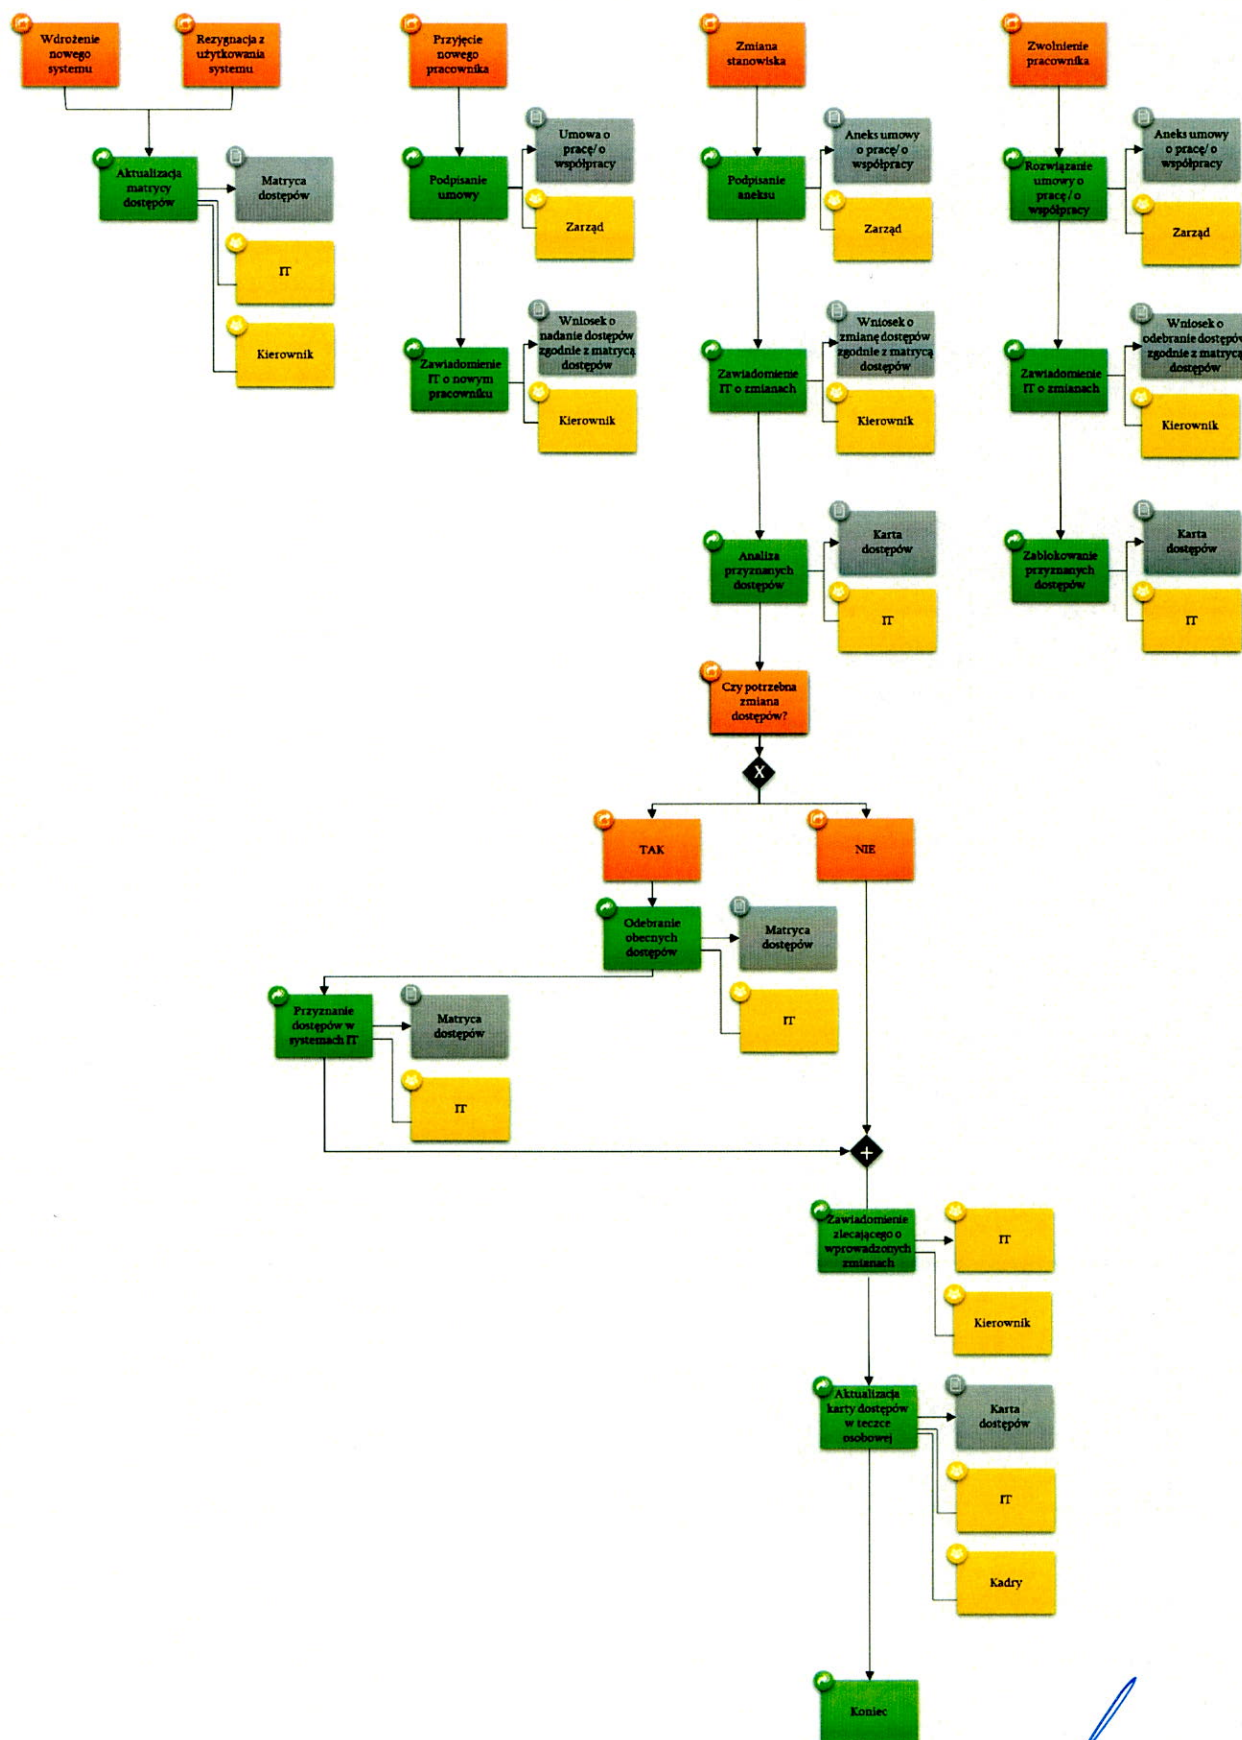 Wdrożenie
nowego
systemu
Rezygnacja z
użytkowania
systemu
Przyjęcie
nowego
pracownika
Zmiana
stanowiska
Zwolnienie
pracownika
Aktualizacja
matrycy
dostępów
Matryca
dostępów
IT
Kierownik
Podpisanie
umowy
Umowa o
pracę/ o
współpracy
Zarząd
Podpisanie
aneksu
Aneks umowy
o pracę/ o
współpracy
Zarząd
Rozwiązanie
umowy o
pracę / o
współpracy
Aneks umowy
o pracę/ o
współpracy
Zarząd
Zawiadomienie
IT o nowym
pracowniku
Wniosek o
nadanie dostępów
zgodnie z matrycą
dostępów
Kierownik
Zawiadomienie
IT o zmianach
Wniosek o
zmianę dostępów
zgodnie z matrycą
dostępów
Kierownik
Zawiadomienie
IT o zmianach
Wniosek o
odebranie dostępów
zgodnie z matrycą
dostępów
Kierownik
Analiza
przyznanych
dostępów
Karta
dostępów
IT
Zablokowanie
przyznanych
dostępów
Karta
dostępów
IT
Czy potrzebna
zmiana
dostępów?
X
TAK
NIE
Odebranie
obecnych
dostępów
Matryca
dostępów
IT
Przyznanie
dostępów w
systemach IT
Matryca
dostępów
IT
+
Zawiadomienie
zlecającego o
wprowadzonych
zmianach
IT
Kierownik
Aktualizacja
karty dostępów
w teczce
osobowej
Karta
dostępów
IT
Kadry
Koniec